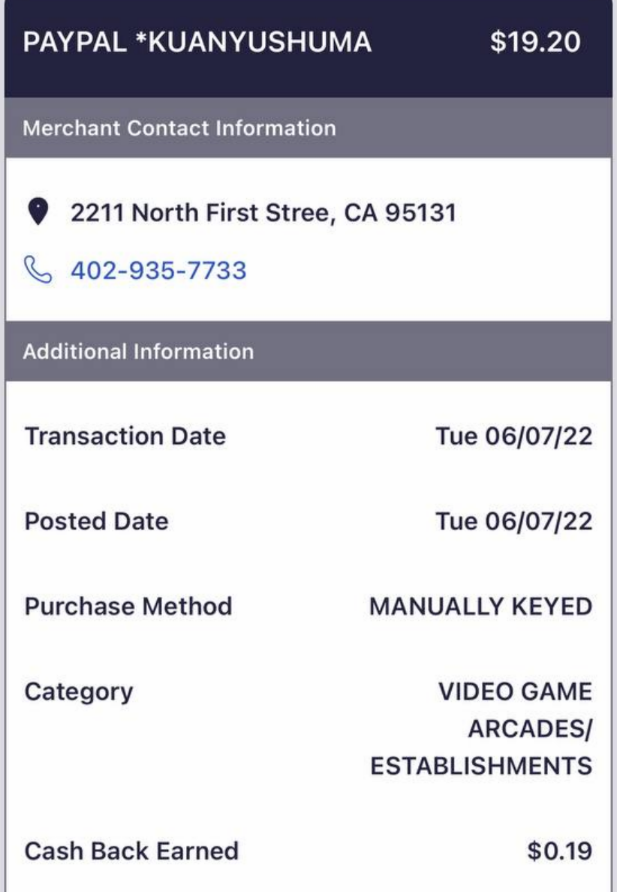 PAYPAL *KUANYUSHUMA $19.20
Merchant Contact Information
2211 North First Stree, CA 95131
402-935-7733
Additional Information
Transaction Date Tue 06/07/22
Posted Date Tue 06/07/22
Purchase Method MANUALLY KEYED
Category VIDEO GAME
ARCADES/
ESTABLISHMENTS
Cash Back Earned $0.19